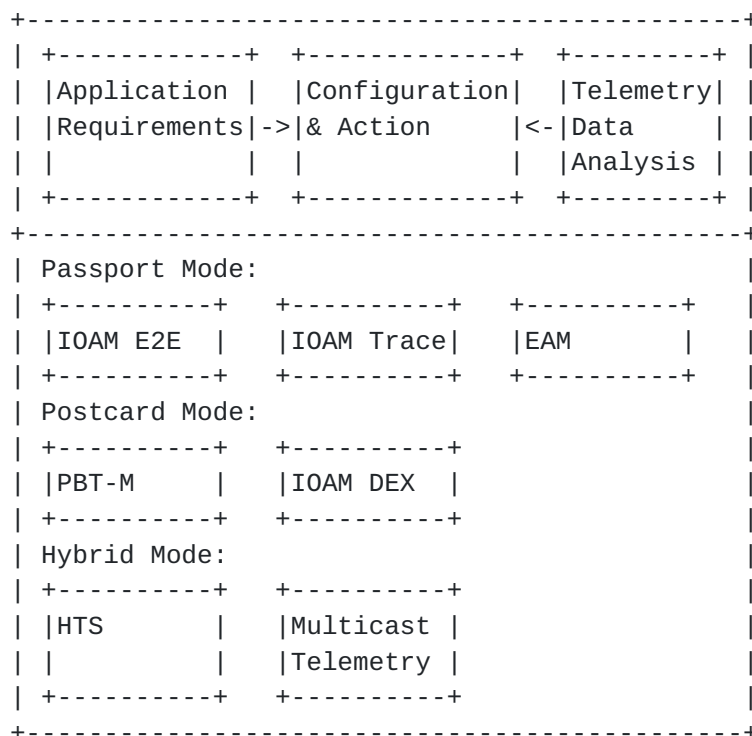 +----------------------------------------------+
| +------------+  +-------------+  +---------+ |
| |Application |  |Configuration|  |Telemetry| |
| |Requirements|->|& Action     |<-|Data     | |
| |            |  |             |  |Analysis | |
| +------------+  +-------------+  +---------+ |
+----------------------------------------------+
| Passport Mode:                               |
| +----------+   +----------+   +----------+   |
| |IOAM E2E  |   |IOAM Trace|   |EAM       |   |
| +----------+   +----------+   +----------+   |
| Postcard Mode:                               |
| +----------+   +----------+                  |
| |PBT-M     |   |IOAM DEX  |                  |
| +----------+   +----------+                  |
| Hybrid Mode:                                 |
| +----------+   +----------+                  |
| |HTS       |   |Multicast |                  |
| |          |   |Telemetry |                  |
| +----------+   +----------+                  |
+----------------------------------------------+